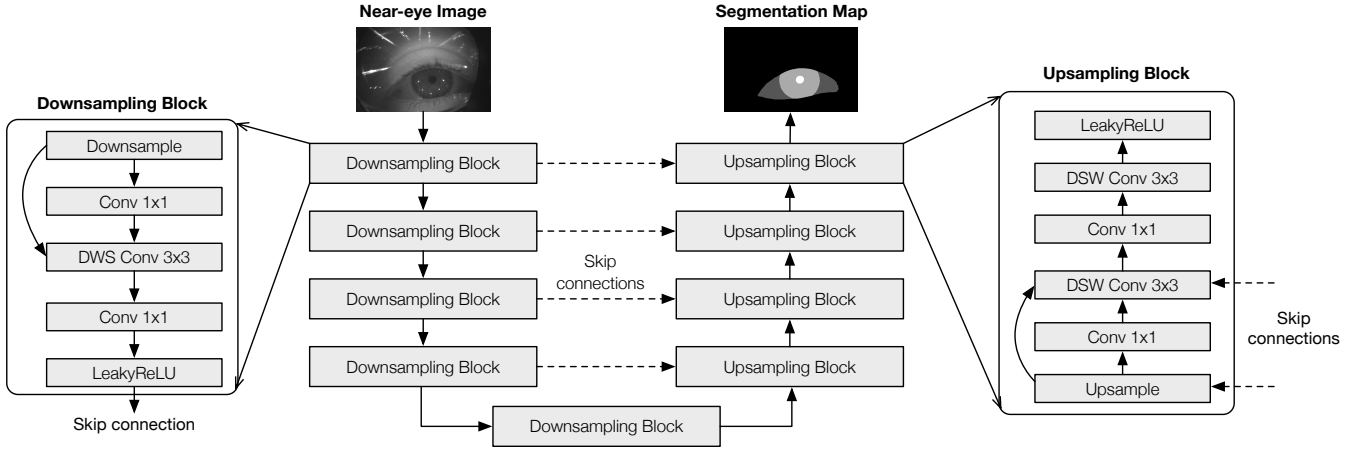 Near-eye Image
Segmentation Map
Downsampling Block
Downsample
Conv 1x1
DWS Conv 3x3
Conv 1x1
LeakyReLU
Skip connection
Downsampling Block
Downsampling Block
Downsampling Block
Downsampling Block
Downsampling Block
Skip
connections
Upsampling Block
Upsampling Block
Upsampling Block
Upsampling Block
Upsampling Block
LeakyReLU
DSW Conv 3x3
Conv 1x1
DSW Conv 3x3
Conv 1x1
Upsample
Skip
connections